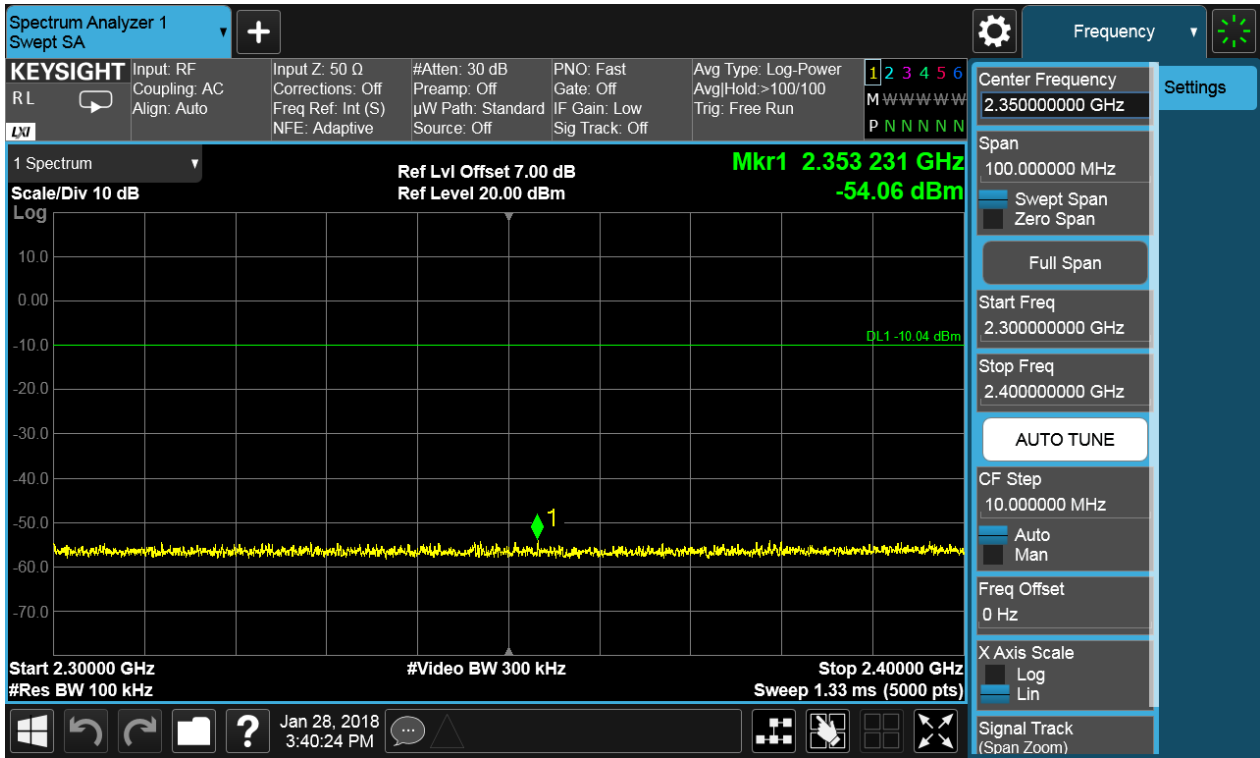 Spectrum Analyzer 1
Swept SA
+
Frequency
KEYSIGHT
RL
LXI
Input: RF
Coupling: AC
Align: Auto
Input Z: 50 Ω
Corrections: Off
Freq Ref: Int (S)
NFE: Adaptive
#Atten: 30 dB
Preamp: Off
µW Path: Standard
Source: Off
PNO: Fast
Gate: Off
IF Gain: Low
Sig Track: Off
Avg Type: Log-Power
Avg|Hold:>100/100
Trig: Free Run
1 2 3 4 5 6
M W W W W W
P N N N N N
1 Spectrum
Scale/Div 10 dB
Ref Lvl Offset 7.00 dB
Ref Level 20.00 dBm
Mkr1 2.353 231 GHz
-54.06 dBm
Log
10.0
0.00
-10.0
-20.0
-30.0
-40.0
-50.0
-60.0
-70.0
DL1 -10.04 dBm
1
Start 2.30000 GHz
#Video BW 300 kHz
Stop 2.40000 GHz
#Res BW 100 kHz
Sweep 1.33 ms (5000 pts)
?
Jan 28, 2018
3:40:24 PM
Center Frequency
2.350000000 GHz
Settings
Span
100.000000 MHz
Swept Span
Zero Span
Full Span
Start Freq
2.300000000 GHz
Stop Freq
2.400000000 GHz
AUTO TUNE
CF Step
10.000000 MHz
Auto
Man
Freq Offset
0 Hz
X Axis Scale
Log
Lin
Signal Track
(Span Zoom)